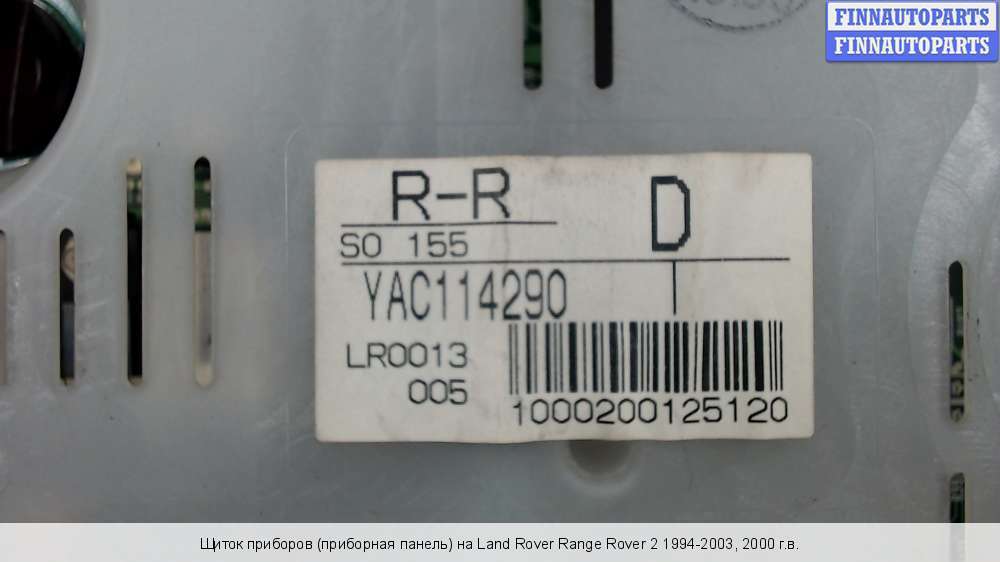 FINNAUTOPARTS
FINNAUTOPARTS
R-R
D
SO 155
YAC114290
LR0013
005
1000200125120
Щиток приборов (приборная панель) на Land Rover Range Rover 2 1994-2003, 2000 г.в.